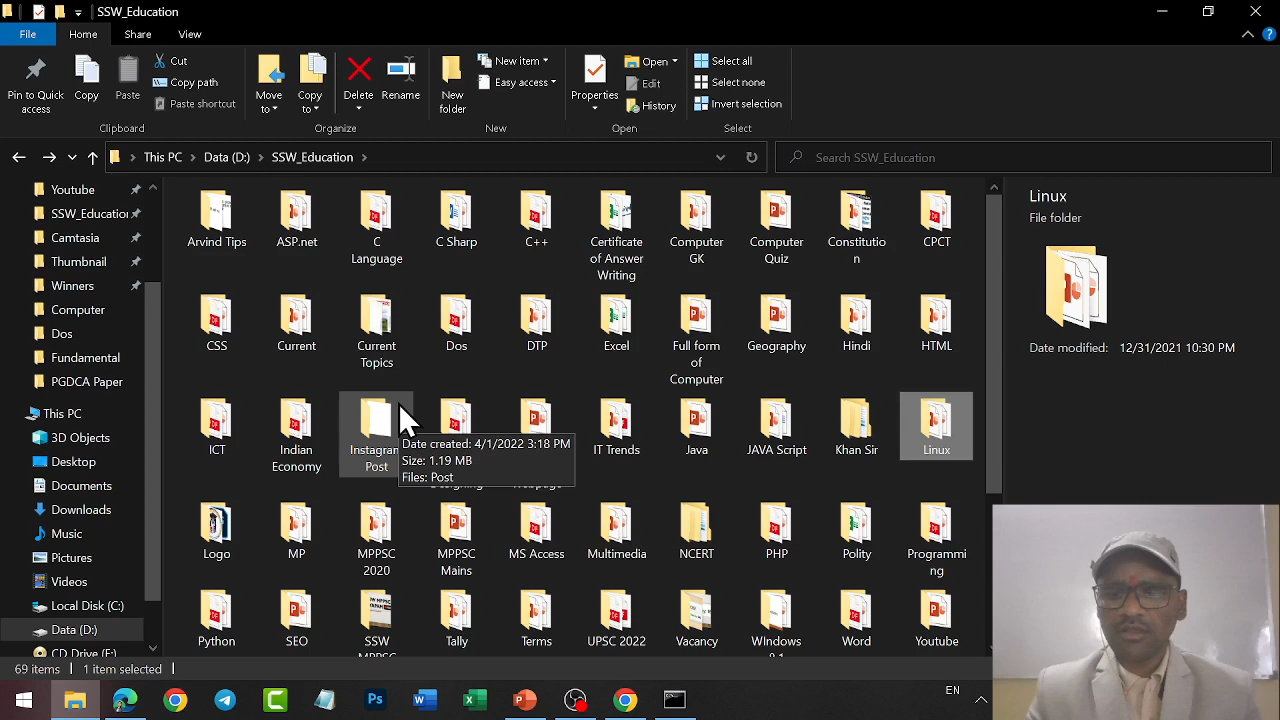 SSW_Education
File
Home
Share
View
Pin to Quick access
Copy
Paste
Cut
Copy path
Paste shortcut
Clipboard
Move to
Copy to
Delete
Rename
Organize
New folder
New item
Easy access
New
Properties
Open
Edit
History
Open
Select all
Select none
Invert selection
Select
This PC
Data (D:)
SSW_Education
Search SSW_Education
Youtube
SSW_Education
Camtasia
Thumbnail
Winners
Computer
Dos
Fundamental
PGDCA Paper
This PC
3D Objects
Desktop
Documents
Downloads
Music
Pictures
Videos
Local Disk (C:)
Data (D:)
CD Drive (F:)
Arvind Tips
ASP.net
C
Language
C Sharp
C++
Certificate
of Answer
Writing
Computer
GK
Computer
Quiz
Constitutio
n
CPCT
CSS
Current
Current
Topics
Dos
DTP
Excel
Full form
of
Computer
Geography
Hindi
HTML
ICT
Indian
Economy
Instagram
Post
IT Trends
Java
JAVA Script
Khan Sir
Linux
Date created: 4/1/2022 3:18 PM
Size: 1.19 MB
Files: Post
Logo
MP
MPPSC
2020
MPPSC
Mains
MS Access
Multimedia
NCERT
PHP
Polity
Programmi
ng
Python
SEO
SSW
MPPSC
Tally
Terms
UPSC 2022
Vacancy
Windows
8.1
Word
Youtube
Linux
File folder
Date modified: 12/31/2021 10:30 PM
69 items
1 item selected
EN